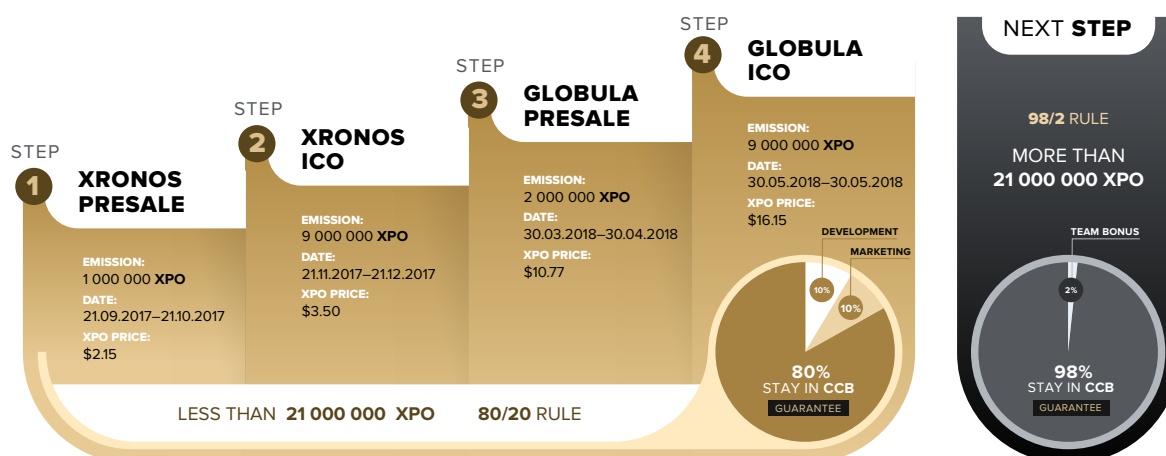 STEP
1
XRONOS
PRESALE
EMISSION:
1 000 000 XPO
DATE:
21.09.2017–21.10.2017
XPO PRICE:
$2.15
STEP
2
XRONOS
ICO
EMISSION:
9 000 000 XPO
DATE:
21.11.2017–21.12.2017
XPO PRICE:
$3.50
STEP
3
GLOBULA
PRESALE
EMISSION:
2 000 000 XPO
DATE:
30.03.2018–30.04.2018
XPO PRICE:
$10.77
STEP
4
GLOBULA
ICO
EMISSION:
9 000 000 XPO
DATE:
30.05.2018–30.05.2018
XPO PRICE:
$16.15
DEVELOPMENT
MARKETING
10%
10%
80%
STAY IN CCB
GUARANTEE
LESS THAN 21 000 000 XPO 80/20 RULE
NEXT STEP
98/2 RULE
MORE THAN
21 000 000 XPO
TEAM BONUS
2%
98%
STAY IN CCB
GUARANTEE